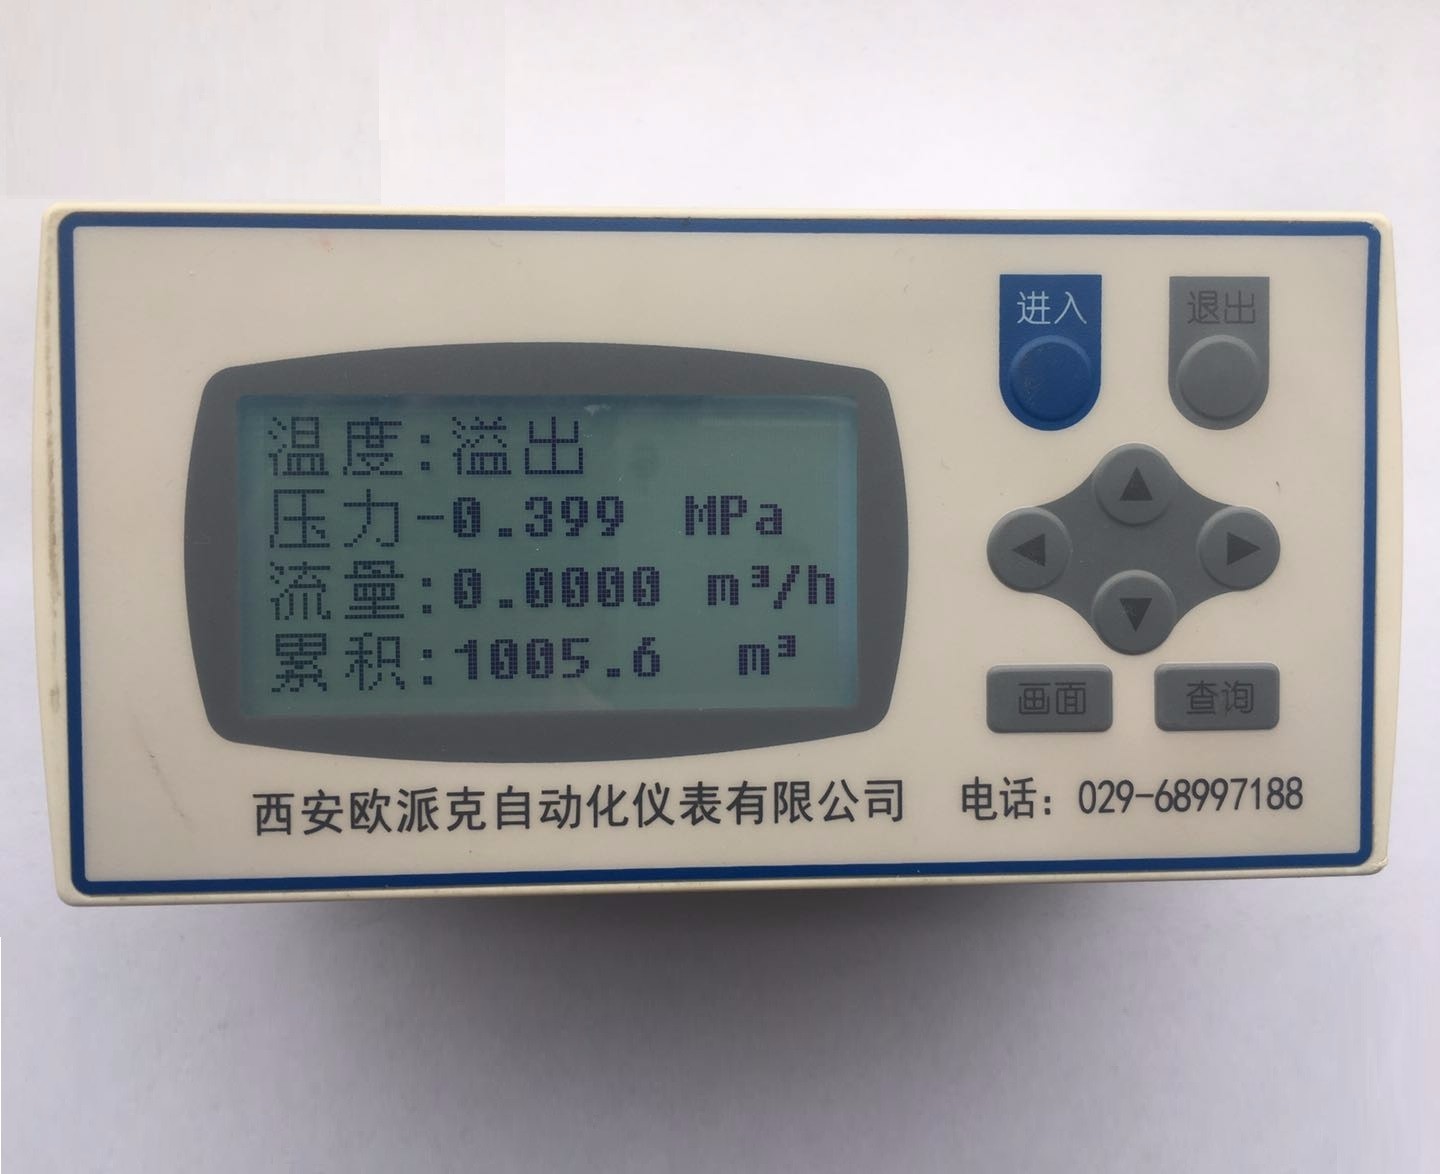 进入 退出
温度:溢出
压力-0.399 MPa
流量:0.0000 m³/h
累积:1005.6 m³
画面 查询
西安欧派克自动化仪表有限公司 电话：029-68997188